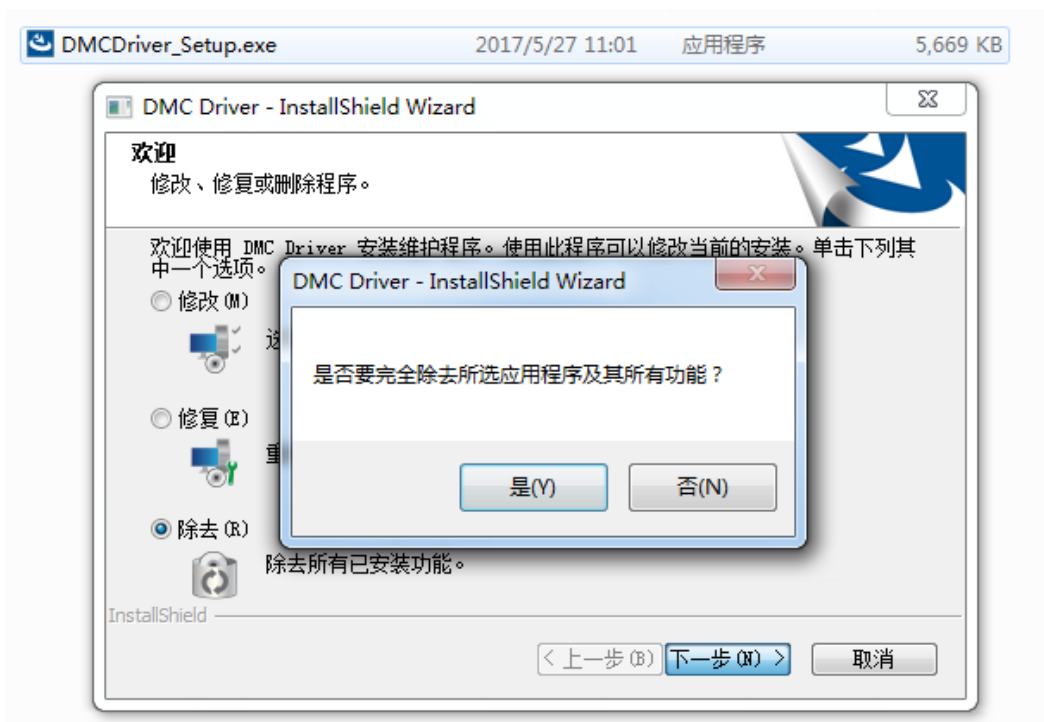 DMCDriver_Setup.exe 2017/5/27 11:01 应用程序 5,669 KB
DMC Driver - InstallShield Wizard
欢迎
修改、修复或删除程序。
欢迎使用 DMC Driver 安装维护程序。使用此程序可以修改当前的安装。单击下列其
中一个选项。
DMC Driver - InstallShield Wizard
修改(M)
是否要完全除去所选应用程序及其所有功能？
修复(E)
重
是(Y) 否(N)
除去(R)
除去所有已安装功能。
InstallShield
<上一步(B) 下一步(N) > 取消